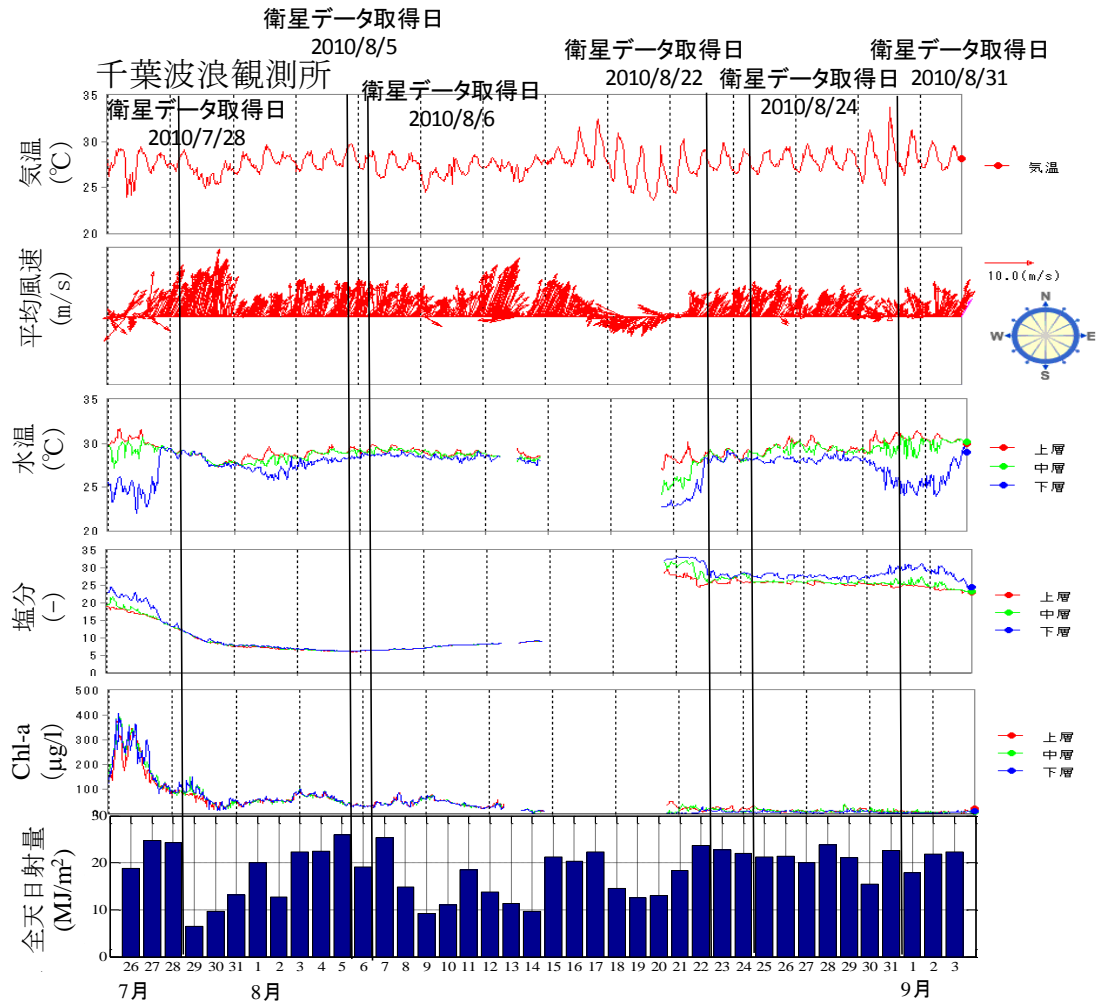 衛星データ取得日
2010/8/5
千葉波浪観測所
衛星データ取得日
2010/7/28
衛星データ取得日
2010/8/6
衛星データ取得日
2010/8/22
衛星データ取得日
2010/8/24
衛星データ取得日
2010/8/31
気温
(℃)
35
30
25
20
気温
平均風速
(m/s)
10.0(m/s)
N
W E
S
水温
(℃)
35
30
25
20
上層
中層
下層
塩分
(-)
35
30
25
20
15
10
5
0
上層
中層
下層
Chl-a
(μg/l)
500
400
300
200
100
上層
中層
下層
全天日射量
(MJ/m²)
30
20
10
0
26 27 28 29 30 31 1 2 3 4 5 6 7 8 9 10 11 12 13 14 15 16 17 18 19 20 21 22 23 24 25 26 27 28 29 30 31 1 2 3
7月 8月 9月